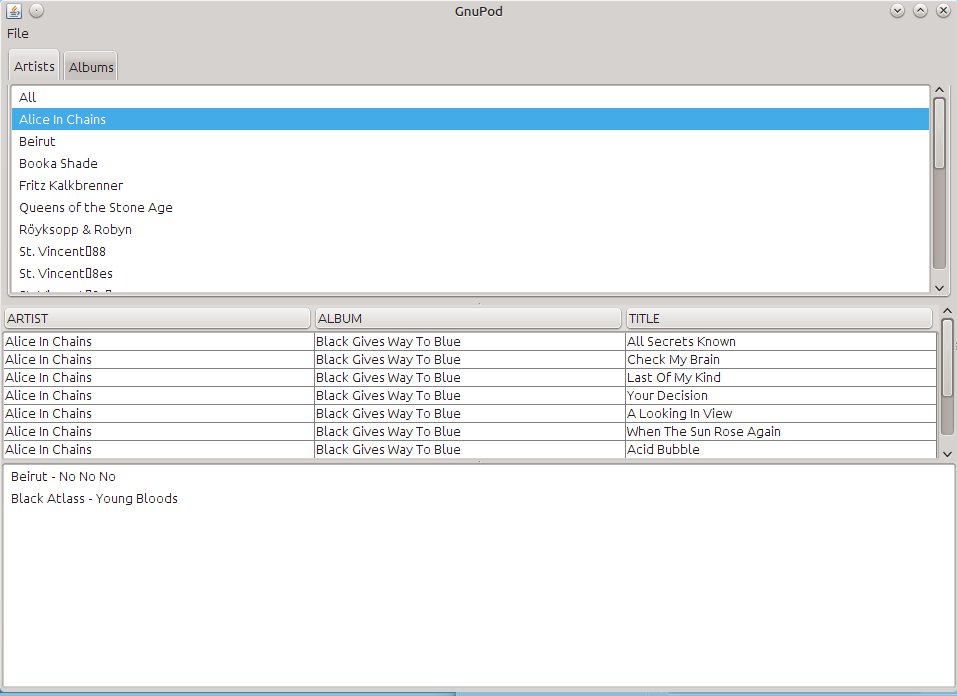 GnuPod
File
Artists Albums
All
Alice In Chains
Beirut
Booka Shade
Fritz Kalkbrenner
Queens of the Stone Age
Röyksopp & Robyn
St. Vincent▯88
St. Vincent▯8es
ARTIST ALBUM TITLE
Alice In Chains Black Gives Way To Blue All Secrets Known
Alice In Chains Black Gives Way To Blue Check My Brain
Alice In Chains Black Gives Way To Blue Last Of My Kind
Alice In Chains Black Gives Way To Blue Your Decision
Alice In Chains Black Gives Way To Blue A Looking In View
Alice In Chains Black Gives Way To Blue When The Sun Rose Again
Alice In Chains Black Gives Way To Blue Acid Bubble
Beirut - No No No
Black Atlass - Young Bloods